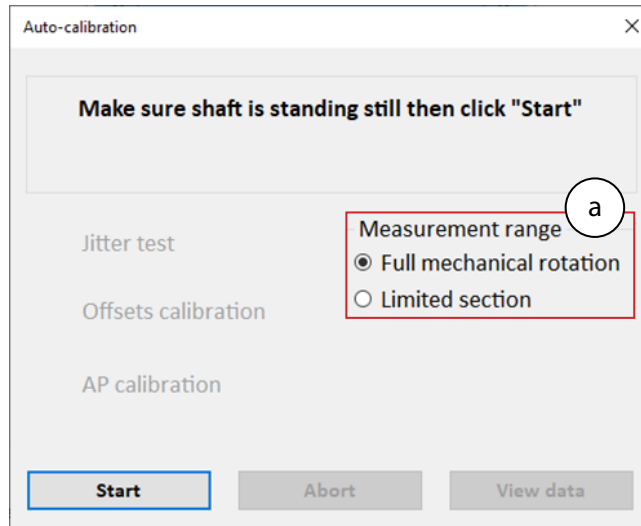 Auto-calibration
Make sure shaft is standing still then click "Start"
a
Measurement range
Jitter test
Full mechanical rotation
Limited section
Offsets calibration
AP calibration
Start
Abort
View data